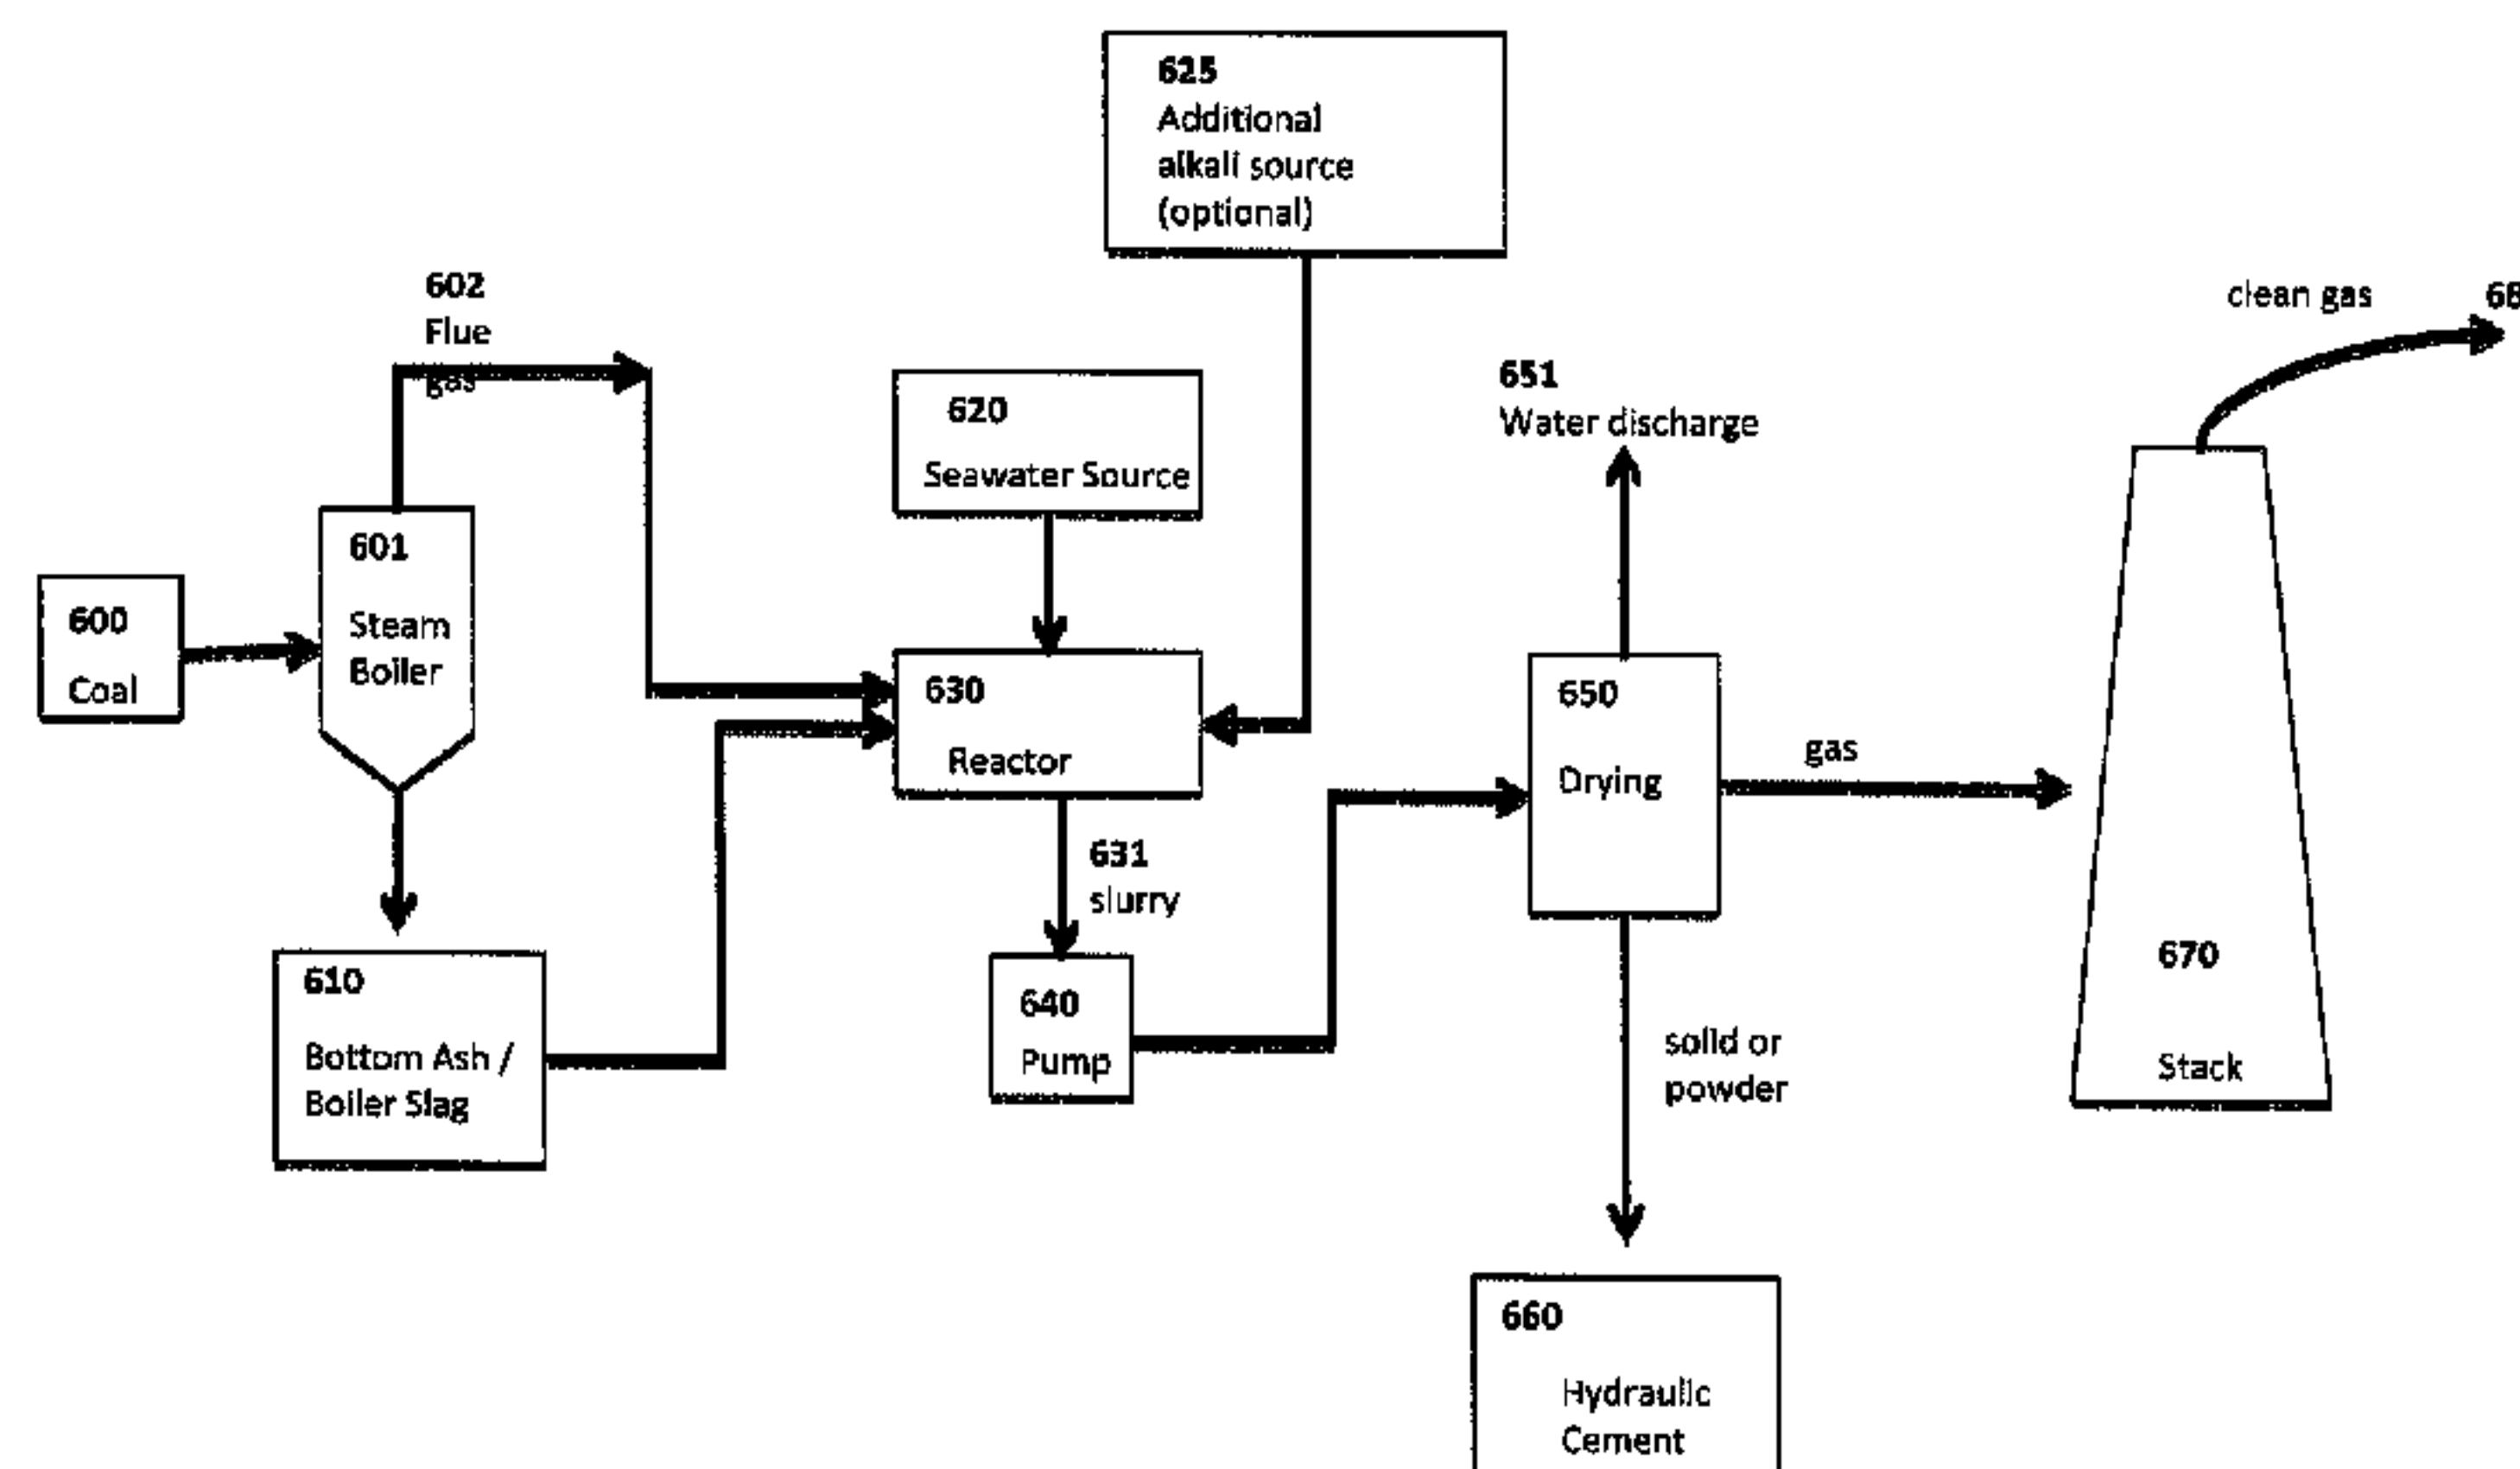 625
Additional
alkali source
(optional)
602
Flue
gas
clean gas
68
620
Seawater Source
651
Water discharge
601
Steam
Boiler
600
Coal
630
Reactor
650
Drying
gas
631
slurry
610
Bottom Ash /
Boiler Slag
640
Pump
solid or
powder
670
Stack
660
Hydraulic
Cement